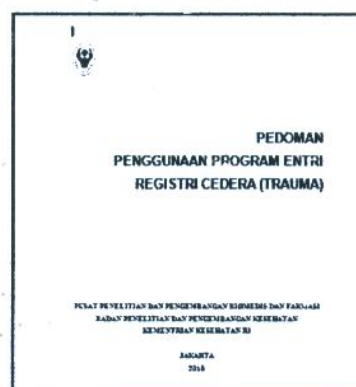 PEDOMAN
PENGGUNAAN PROGRAM ENTRI
REGISTRI CEDERA (TRAUMA)
PUSAT PENELITIAN DAN PENGEMBANGAN BIOMEDIS DAN FARMASI
BADAN PENELITIAN DAN PENGEMBANGAN KESEHATAN
KEMENTRIAN KESEHATAN RI
JAKARTA